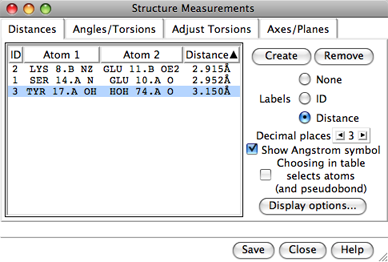 Structure Measurements
Distances Angles/Torsions Adjust Torsions Axes/Planes
ID Atom 1 Atom 2 Distance▲
2 LYS 8.B NZ GLU 11.B OE2 2.915Å
1 SER 14.A N GLU 10.A O 2.952Å
3 TYR 17.A OH HOH 74.A O 3.150Å
Create Remove
None
Labels ID
Distance
Decimal places 3
Show Angstrom symbol
Choosing in table
selects atoms
(and pseudobond)
Display options...
Save Close Help